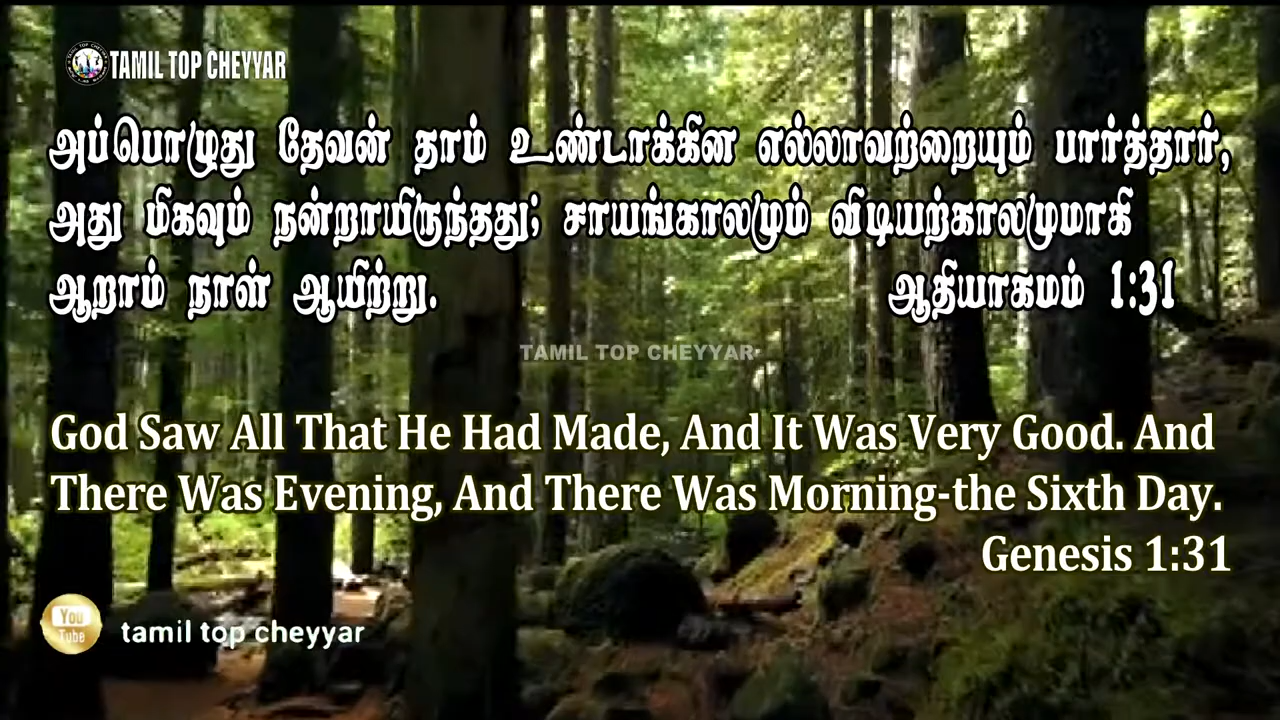 TAMIL TOP CHEYYAR
அப்பொழுது தேவன் தாம் உண்டாக்கின எல்லாவற்றையும் பார்த்தார்,
அது மிகவும் நன்றாயிருந்தது; சாயங்காலமும் விடியற்காலமுமாகி
ஆறாம் நாள் ஆயிற்று. ஆதியாகமம் 1:31
TAMIL TOP CHEYYAR
God Saw All That He Had Made, And It Was Very Good. And
There Was Evening, And There Was Morning-the Sixth Day.
Genesis 1:31
You
Tube
tamil top cheyyar